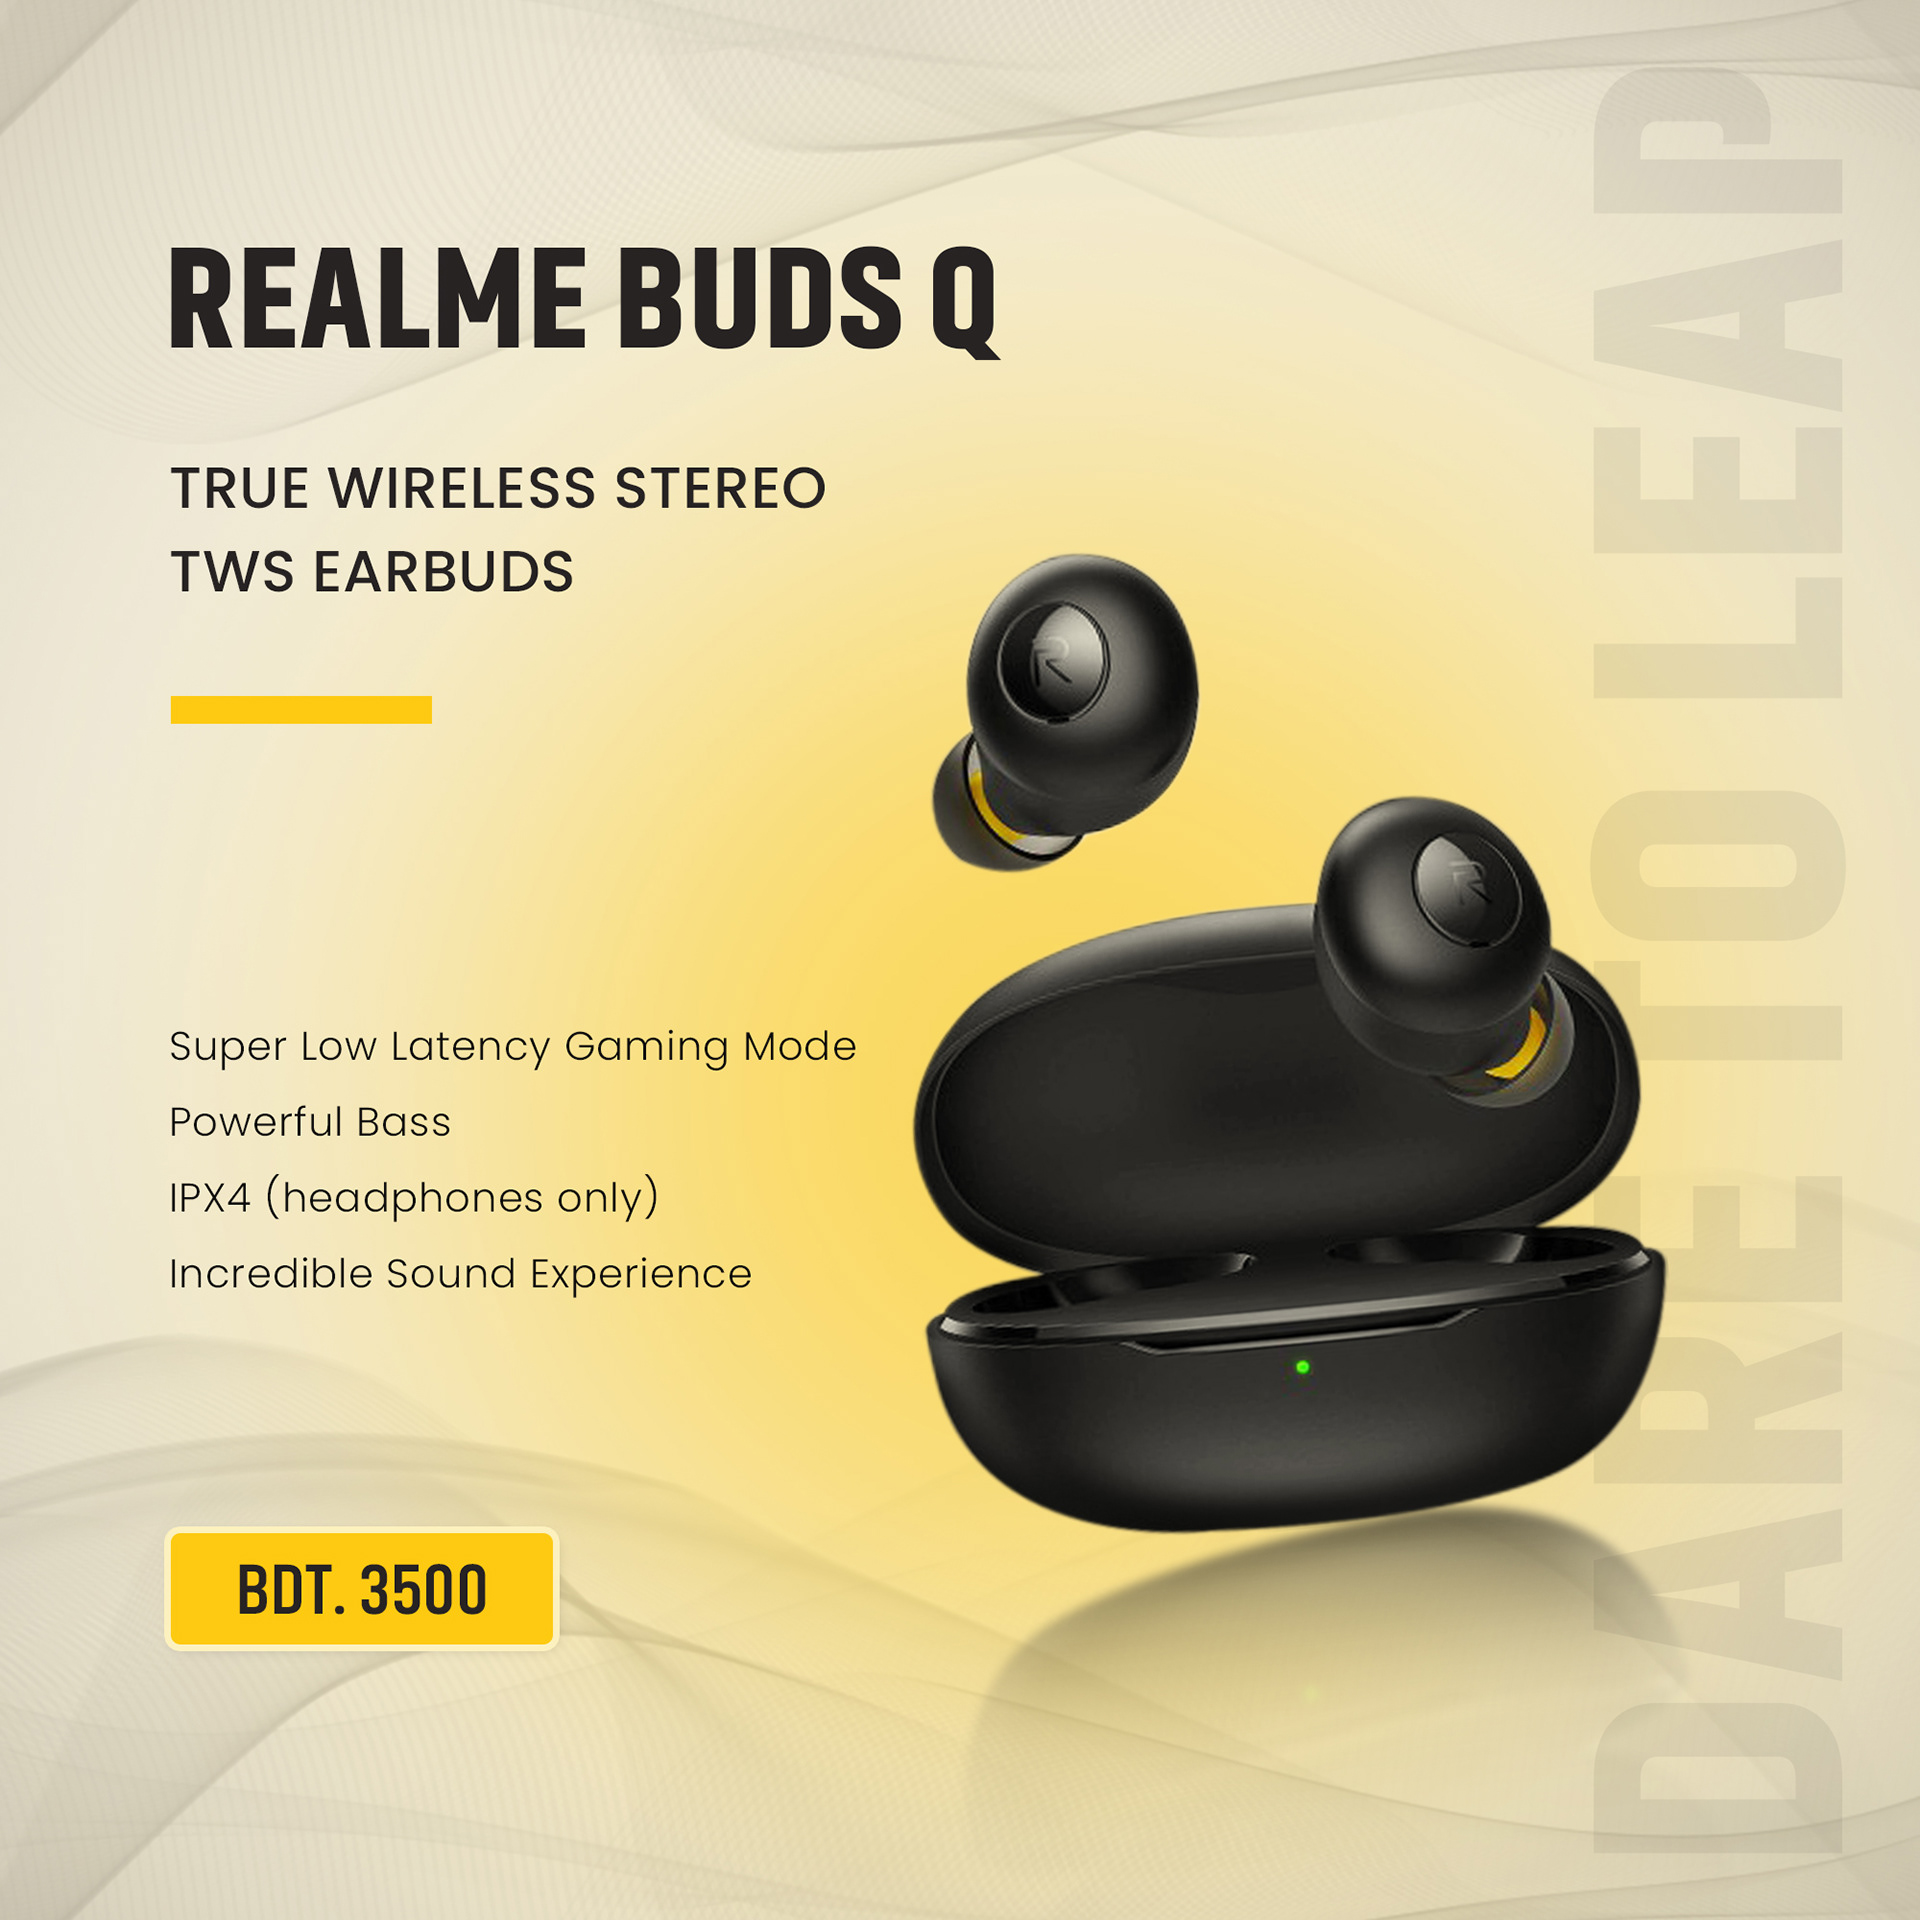 REALME BUDS Q
TRUE WIRELESS STEREO
TWS EARBUDS
Super Low Latency Gaming Mode
Powerful Bass
IPX4 (headphones only)
Incredible Sound Experience
BDT. 3500
DARE TO LEAP